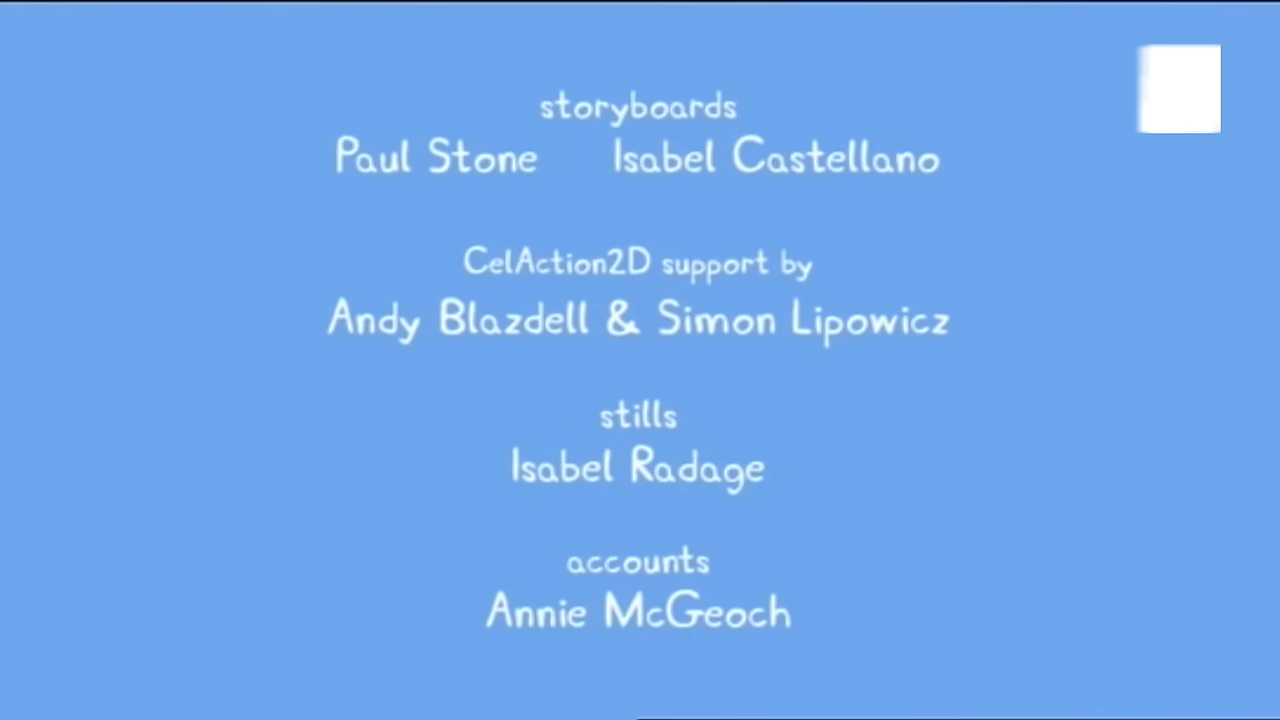 storyboards
Paul Stone Isabel Castellano
CelAction2D support by
Andy Blazdell & Simon Lipowicz
stills
Isabel Radage
accounts
Annie McGeoch